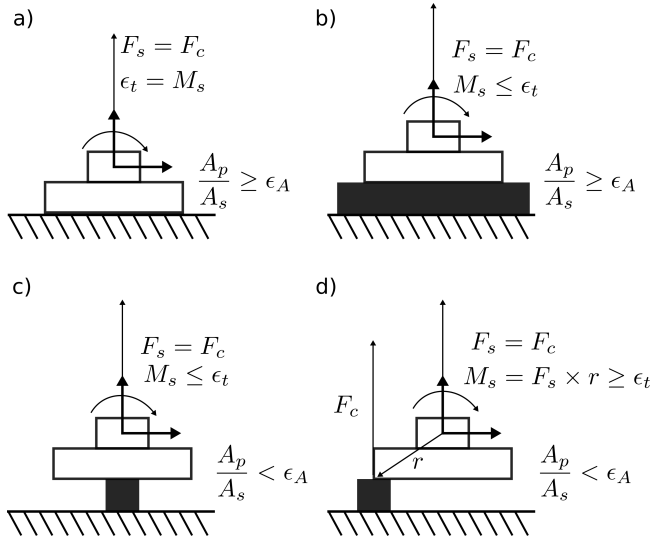 a)
F_s = F_c
ϵ_t = M_s
A_p/A_s ≥ ϵ_A
b)
F_s = F_c
M_s ≤ ϵ_t
A_p/A_s ≥ ϵ_A
c)
F_s = F_c
M_s ≤ ϵ_t
A_p/A_s < ϵ_A
d)
F_s = F_c
M_s = F_s × r ≥ ϵ_t
F_c
r
A_p/A_s < ϵ_A